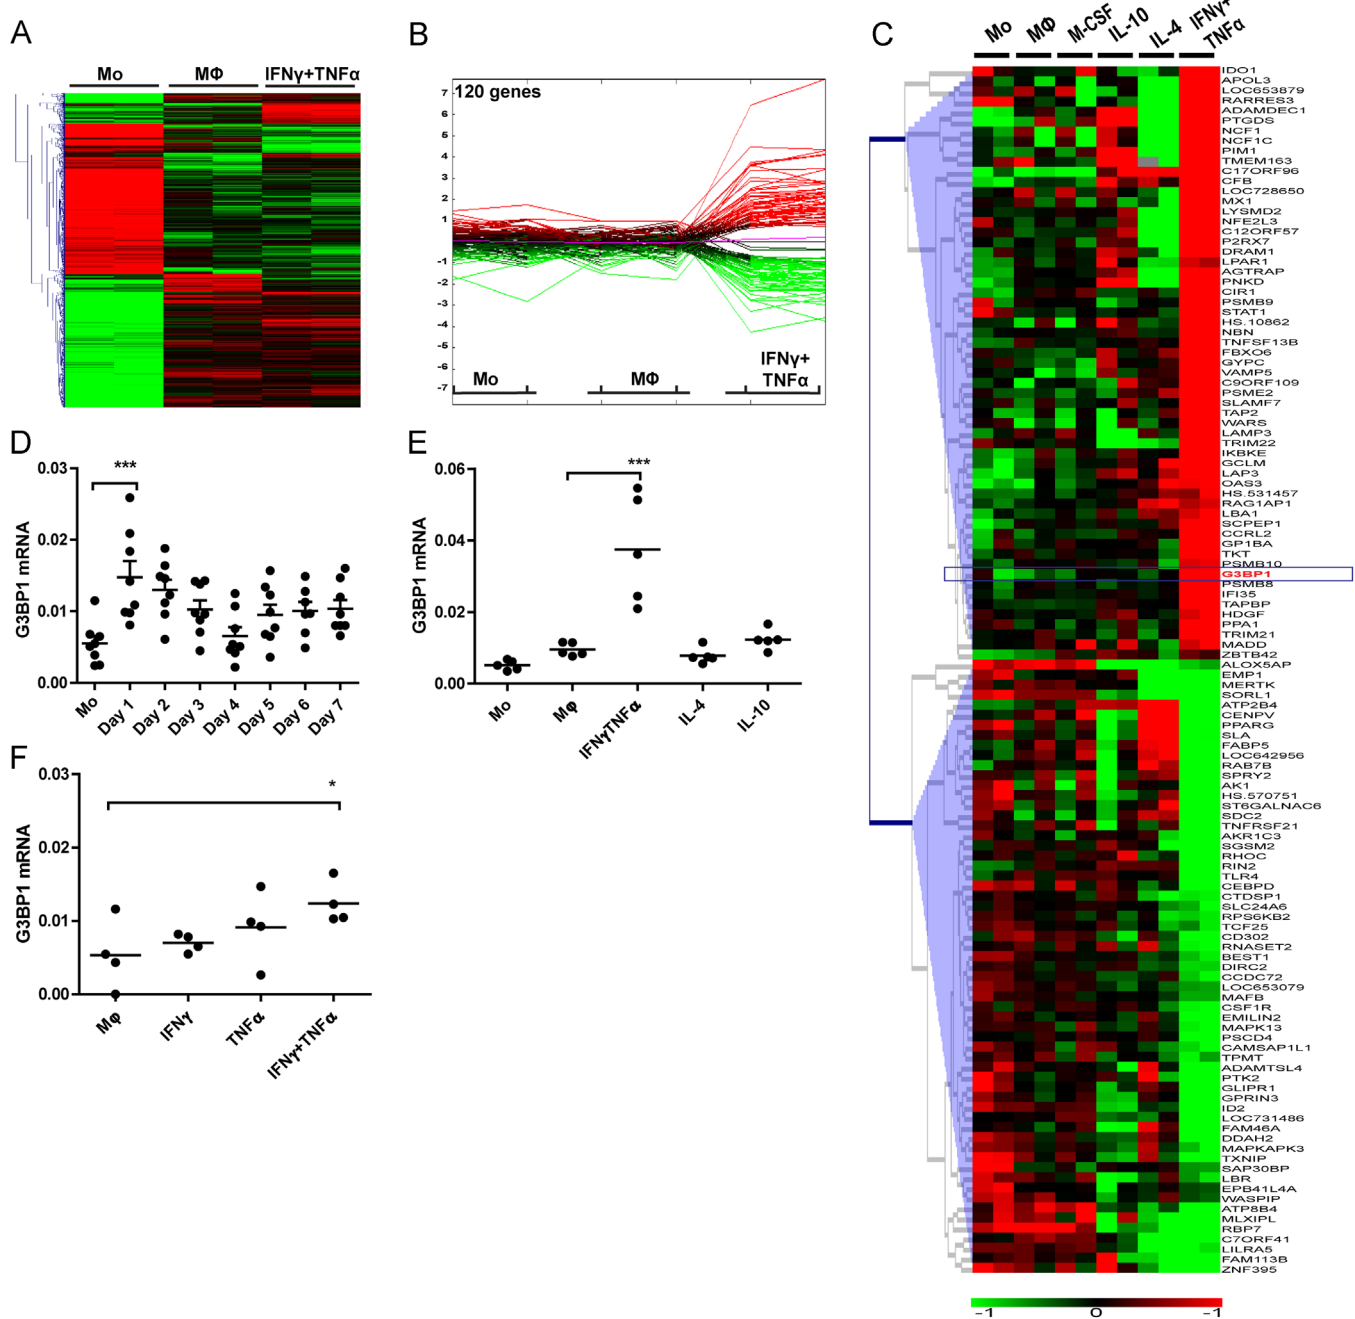 A
Mo
MΦ
IFNγ+TNFα
B
120 genes
7
6
5
4
3
2
1
-1
-2
-3
-4
-5
-6
-7
Mo
MΦ
IFNγ+
TNFα
C
Mo
MΦ
M-CSF
IL-10
IL-4
IFNγ+
TNFα
IDO1
APOL3
LOC653879
RARRES3
ADAMDEC1
PTGDS
NCF1
NCF1C
PIM1
TMEM163
C17ORF96
CFB
LOC728650
MX1
LYSMD2
NFE2L3
C12ORF57
P2RX7
DRAM1
LPAR1
AGTRAP
PNKD
CIR1
PSMB9
STAT1
HS.10862
NBN
TNFSF13B
FBXO6
GYPC
VAMP5
C9ORF109
PSME2
SLAMF7
TAP2
WARS
LAMP3
TRIM22
IKBKE
GCLM
LAP3
OAS3
HS.531457
RAG1AP1
LBA1
SCPEP1
CCRL2
GP1BA
TKT
PSMB10
G3BP1
PSMB8
IFI35
TAPBP
HDGF
PPA1
TRIM21
MADD
ZBTB42
ALOX5AP
EMP1
MERTK
SORL1
ATP2B4
CENPV
PPARG
SLA
FABP5
LOC642956
RAB7B
SPRY2
AK1
HS.570751
ST6GALNAC6
SDC2
TNFRSF21
AKR1C3
SGSM2
RHOC
RIN2
TLR4
CEBPD
CTDSP1
SLC24A6
RPS6KB2
TCF25
CD302
RNASET2
BEST1
DIRC2
CCDC72
LOC653079
MAFB
CSF1R
EMILIN2
MAPK13
PSCD4
CAMSAP1L1
TPMT
ADAMTSL4
PTK2
GLIPR1
GPRIN3
ID2
LOC731486
FAM46A
DDAH2
MAPKAPK3
TXNIP
SAP30BP
LBR
EPB41L4A
WASPIP
ATP8B4
MLXIPL
RBP7
C7ORF41
LILRA5
FAM113B
ZNF395
-1
0
-1
D
G3BP1 mRNA
0.03
0.02
0.01
0.00
***
Mo
Day 1
Day 2
Day 3
Day 4
Day 5
Day 6
Day 7
E
G3BP1 mRNA
0.06
0.04
0.02
0.00
***
Mo
Mφ
IFNγTNFα
IL-4
IL-10
F
G3BP1 mRNA
0.03
0.02
0.01
0.00
*
Mφ
IFNγ
TNFα
IFNγ+TNFα